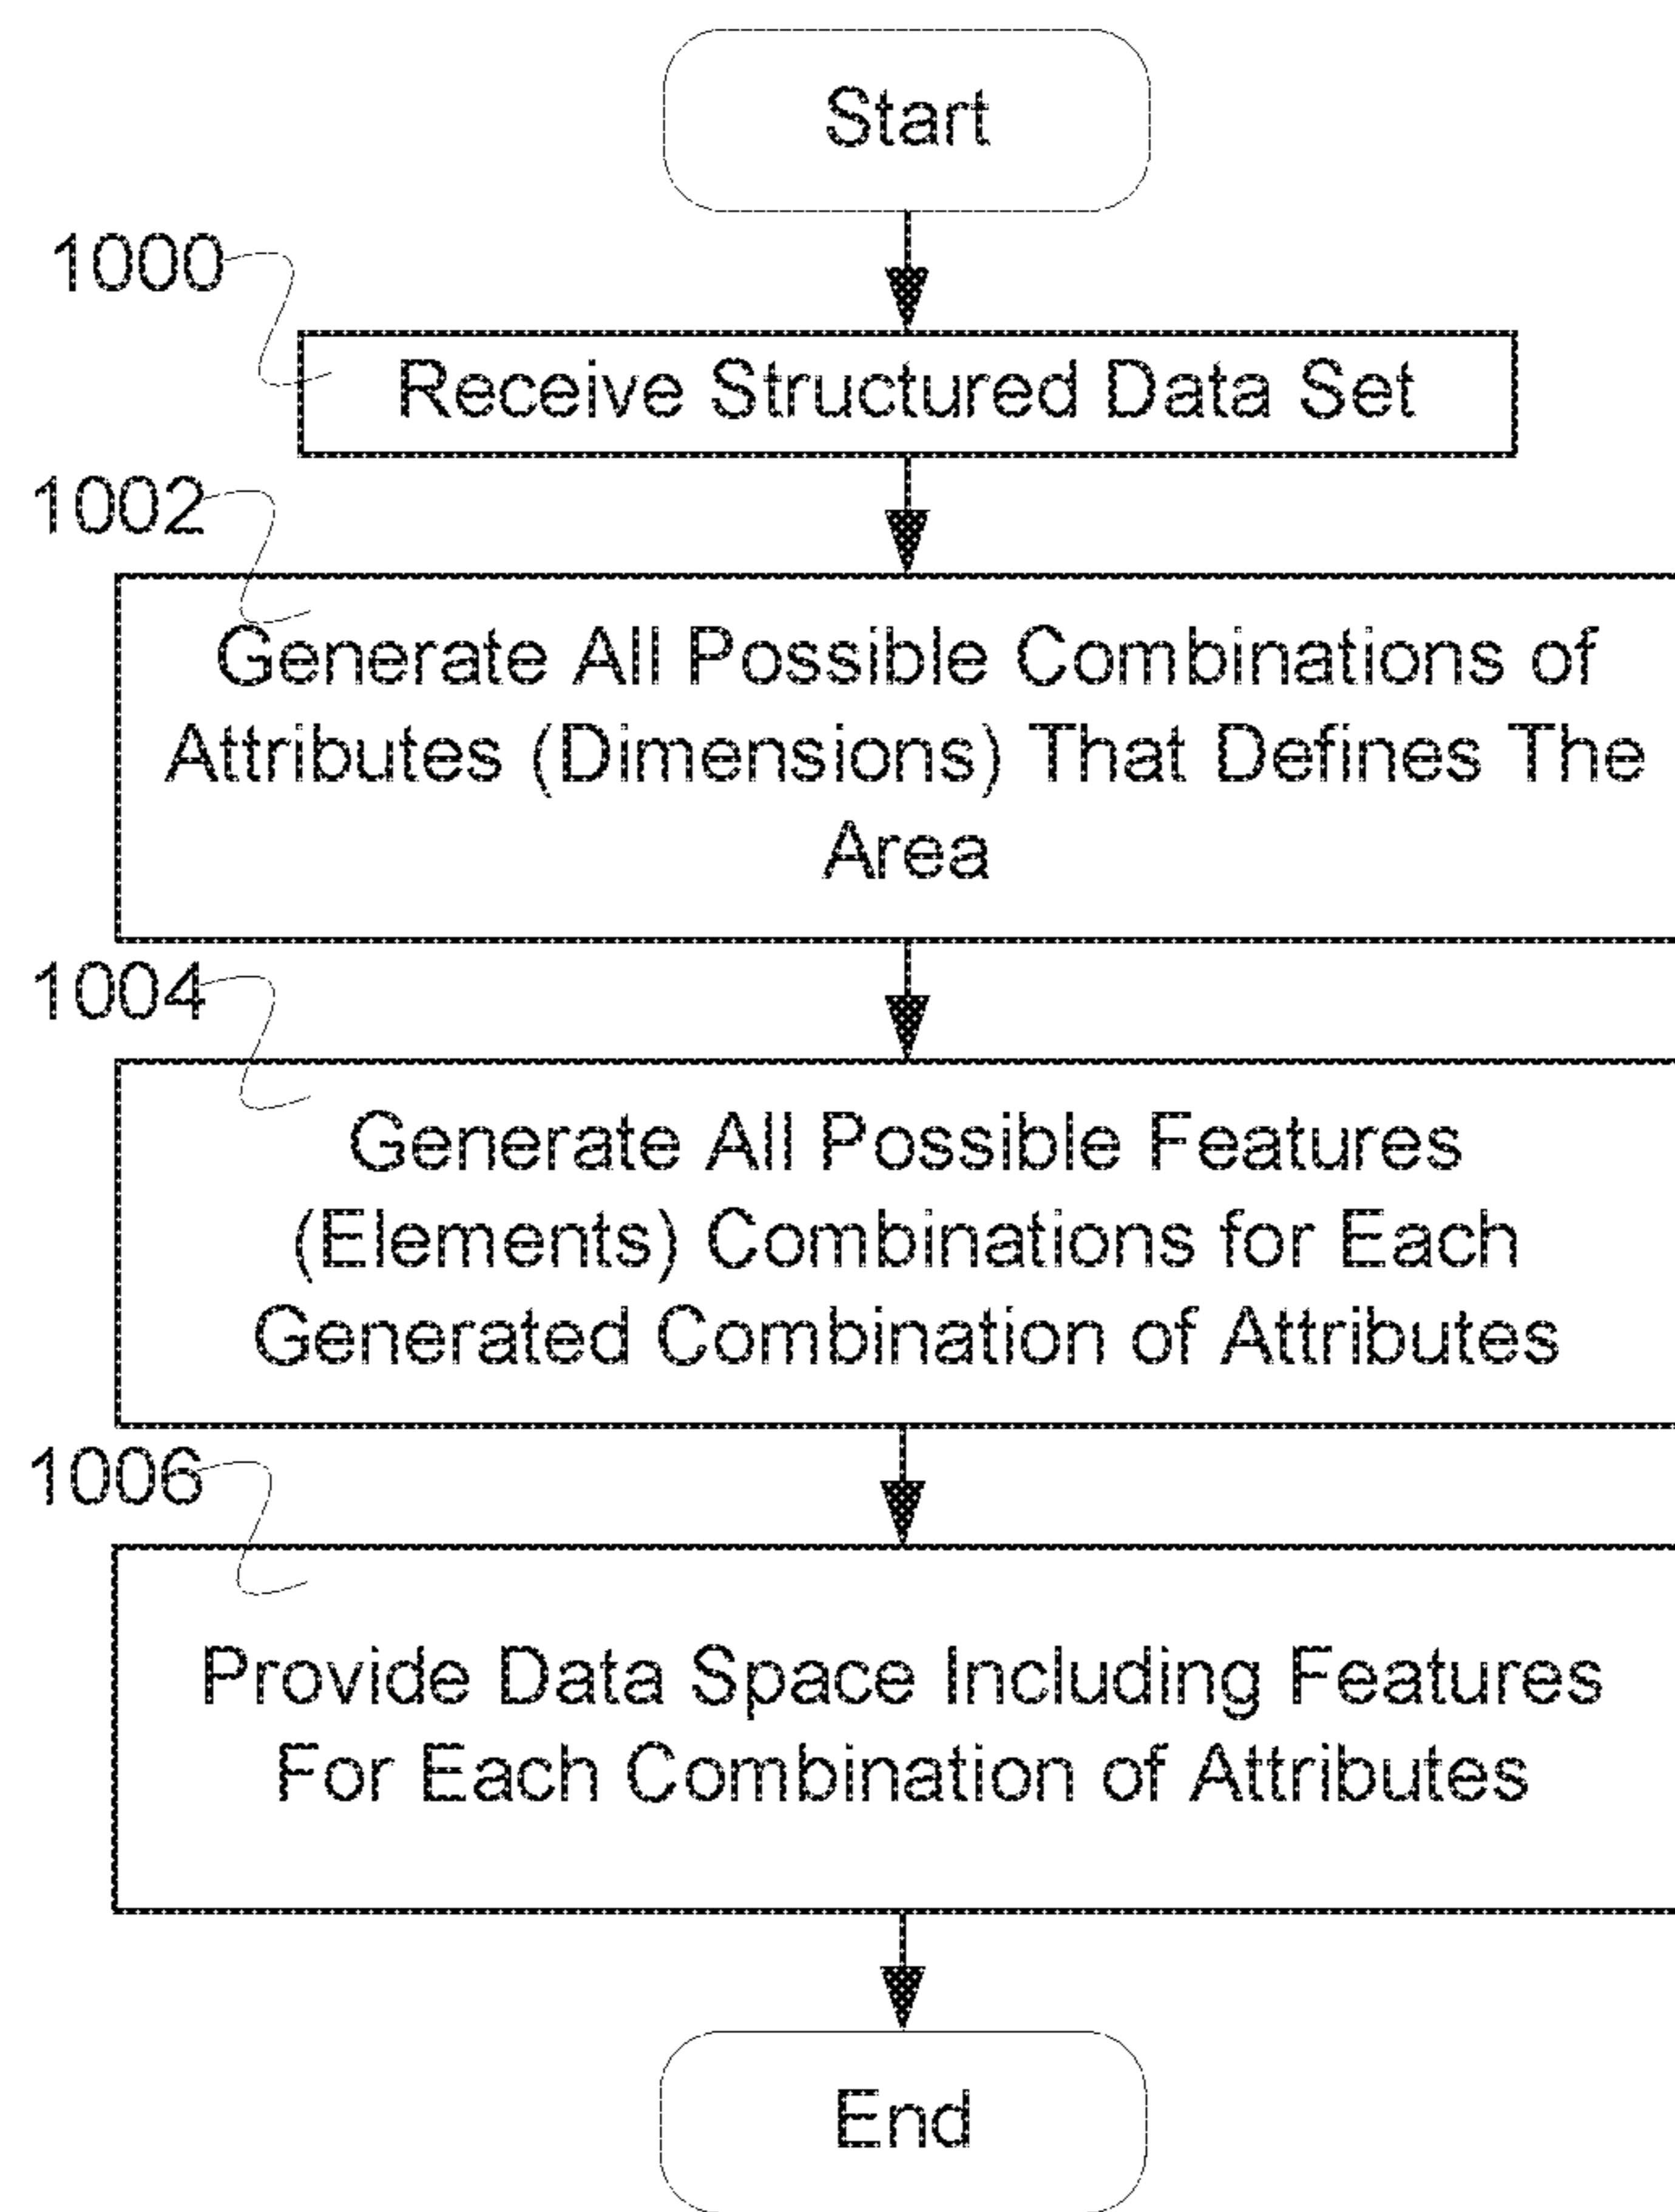 Start
1000
Receive Structured Data Set
1002
Generate All Possible Combinations of
Attributes (Dimensions) That Defines The
Area
1004
Generate All Possible Features
(Elements) Combinations for Each
Generated Combination of Attributes
1006
Provide Data Space Including Features
For Each Combination of Attributes
End